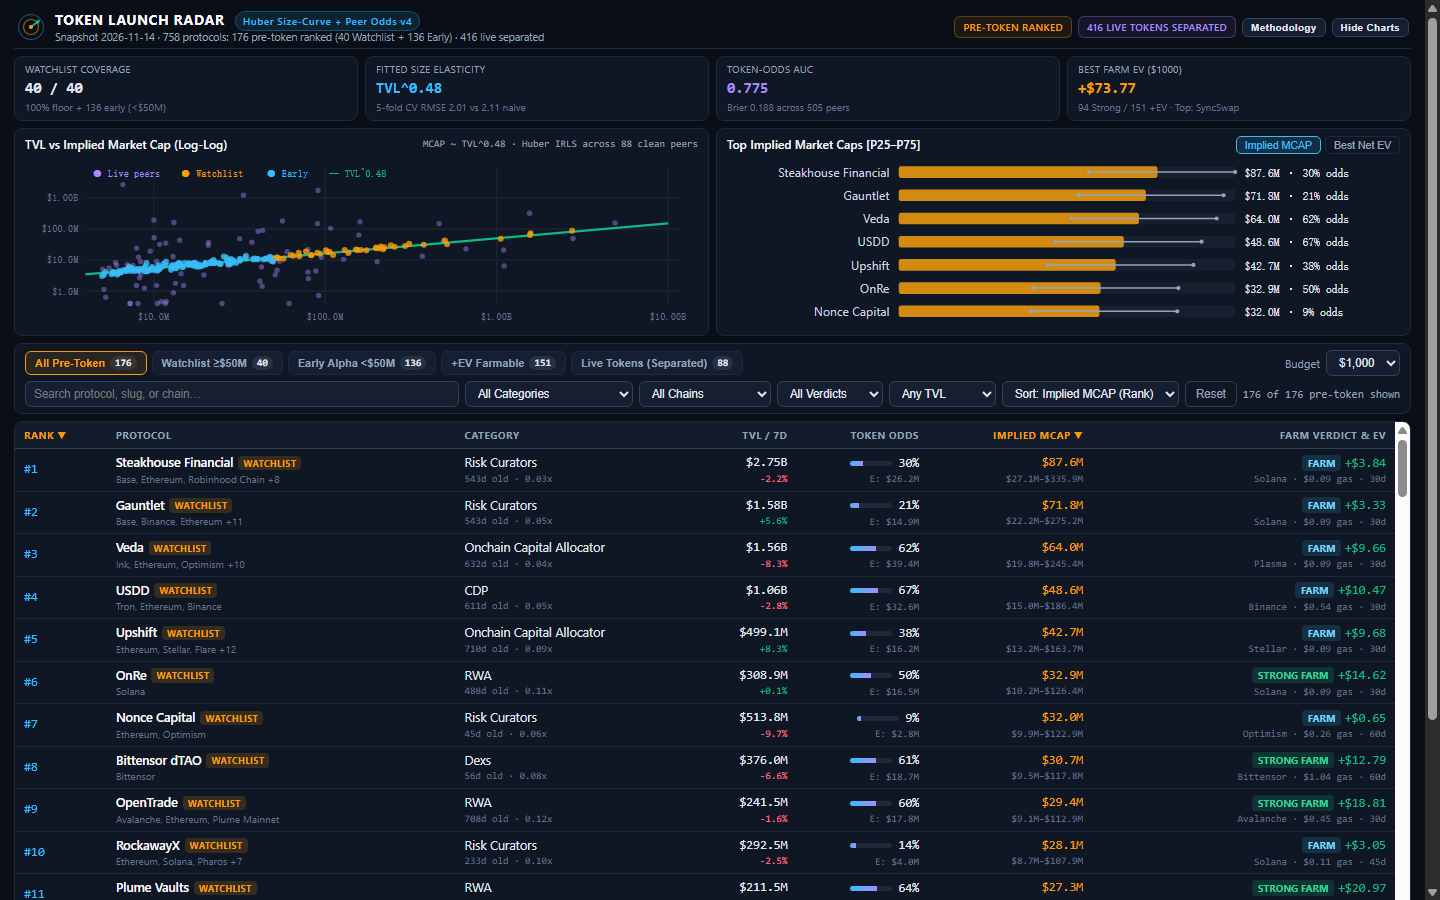 TOKEN LAUNCH RADAR Huber Size-Curve + Peer Odds v4
Snapshot 2026-11-14 · 758 protocols: 176 pre-token ranked (40 Watchlist + 136 Early) · 416 live separated
PRE-TOKEN RANKED 416 LIVE TOKENS SEPARATED Methodology Hide Charts
WATCHLIST COVERAGE
40 / 40
100% floor + 136 early (<$50M)
FITTED SIZE ELASTICITY
TVL^0.48
5-fold CV RMSE 2.01 vs 2.11 naive
TOKEN-ODDS AUC
0.775
Brier 0.188 across 505 peers
BEST FARM EV ($1000)
+$73.77
94 Strong / 151 +EV · Top: SyncSwap
TVL vs Implied Market Cap (Log-Log) MCAP ~ TVL^0.48 · Huber IRLS across 88 clean peers
Live peers Watchlist Early TVL^0.48
$1.00B
$100.0M
$10.0M
$1.0M
$10.0M $100.0M $1.00B $10.00B
Top Implied Market Caps [P25–P75] Implied MCAP Best Net EV
Steakhouse Financial $87.6M · 30% odds
Gauntlet $71.8M · 21% odds
Veda $64.0M · 62% odds
USDD $48.6M · 67% odds
Upshift $42.7M · 38% odds
OnRe $32.9M · 50% odds
Nonce Capital $32.0M · 9% odds
All Pre-Token 176 Watchlist ≥$50M 40 Early Alpha <$50M 136 +EV Farmable 151 Live Tokens (Separated) 88 Budget $1,000
Search protocol, slug, or chain... All Categories All Chains All Verdicts Any TVL Sort: Implied MCAP (Rank) Reset 176 of 176 pre-token shown
RANK ▼ PROTOCOL CATEGORY TVL / 7D TOKEN ODDS IMPLIED MCAP ▼ FARM VERDICT & EV
#1 Steakhouse Financial WATCHLIST Risk Curators $2.75B 30% $87.6M FARM +$3.84
Base, Ethereum, Robinhood Chain +8 543d old · 0.03x -2.2% E: $26.2M $27.1M–$335.9M Solana · $0.09 gas · 30d
#2 Gauntlet WATCHLIST Risk Curators $1.58B 21% $71.8M FARM +$3.33
Base, Binance, Ethereum +11 543d old · 0.05x +5.6% E: $14.9M $22.2M–$275.2M Solana · $0.09 gas · 30d
#3 Veda WATCHLIST Onchain Capital Allocator $1.56B 62% $64.0M FARM +$9.66
Ink, Ethereum, Optimism +10 632d old · 0.04x -8.3% E: $39.4M $19.8M–$245.4M Plasma · $0.09 gas · 30d
#4 USDD WATCHLIST CDP $1.06B 67% $48.6M FARM +$10.47
Tron, Ethereum, Binance 611d old · 0.05x -2.8% E: $32.6M $15.0M–$186.4M Binance · $0.54 gas · 30d
#5 Upshift WATCHLIST Onchain Capital Allocator $499.1M 38% $42.7M FARM +$9.68
Ethereum, Stellar, Flare +12 710d old · 0.09x +8.3% E: $16.2M $13.2M–$163.7M Stellar · $0.09 gas · 30d
#6 OnRe WATCHLIST RWA $308.9M 50% $32.9M STRONG FARM +$14.62
Solana 488d old · 0.11x +0.1% E: $16.5M $10.2M–$126.4M Solana · $0.09 gas · 30d
#7 Nonce Capital WATCHLIST Risk Curators $513.8M 9% $32.0M FARM +$0.65
Ethereum, Optimism 45d old · 0.06x -9.7% E: $2.8M $9.9M–$122.9M Optimism · $0.26 gas · 60d
#8 Bittensor dTAO WATCHLIST Dexs $376.0M 61% $30.7M STRONG FARM +$12.79
Bittensor 56d old · 0.08x -6.6% E: $18.7M $9.5M–$117.8M Bittensor · $1.04 gas · 60d
#9 OpenTrade WATCHLIST RWA $241.5M 60% $29.4M STRONG FARM +$18.81
Avalanche, Ethereum, Plume Mainnet 708d old · 0.12x -1.6% E: $17.8M $9.1M–$112.9M Avalanche · $0.45 gas · 30d
#10 RockawayX WATCHLIST Risk Curators $292.5M 14% $28.1M FARM +$3.05
Ethereum, Solana, Pharos +7 233d old · 0.10x -2.5% E: $4.0M $8.7M–$107.9M Solana · $0.11 gas · 45d
#11 Plume Vaults WATCHLIST RWA $211.5M 64% $27.3M STRONG FARM +$20.97